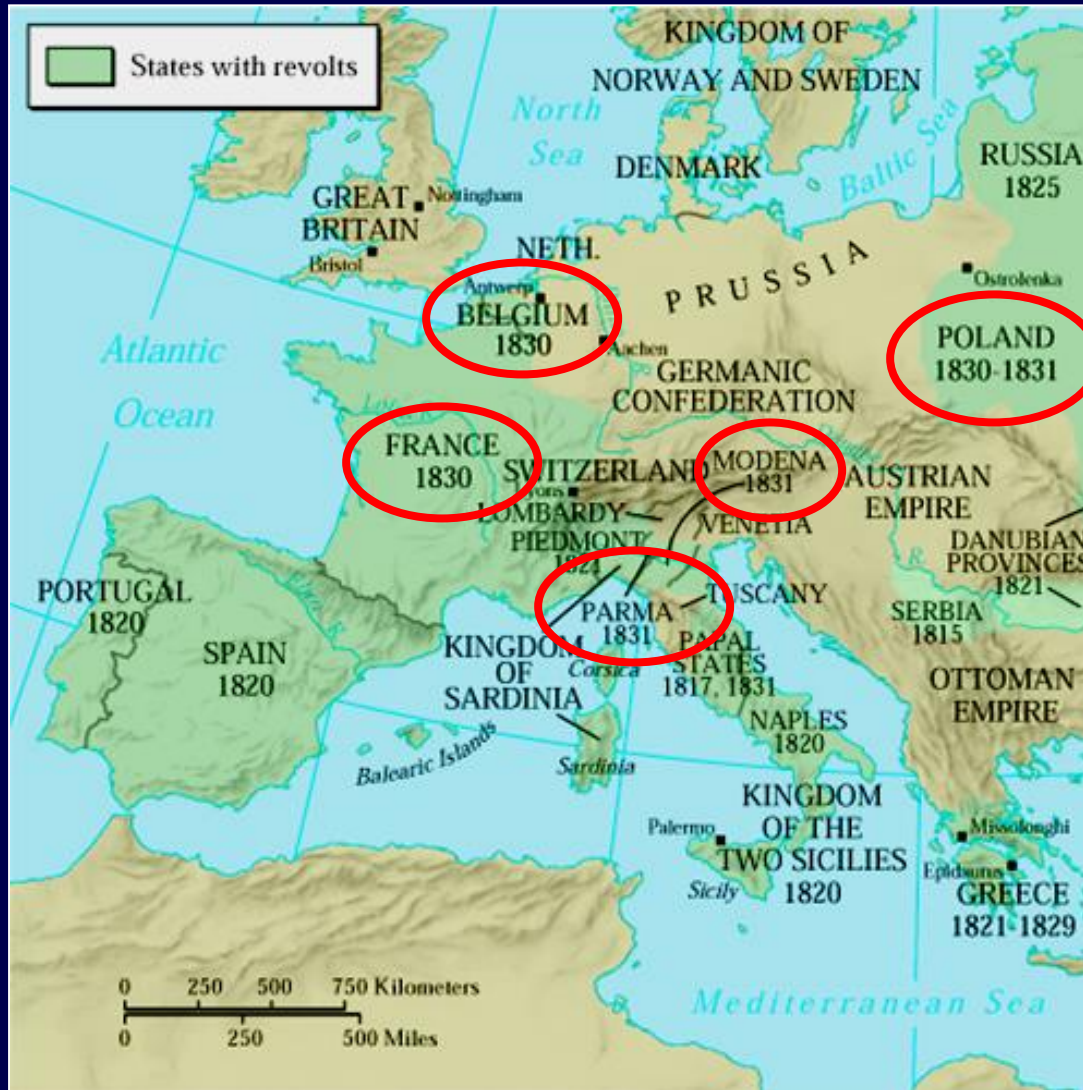 States with revolts
KINGDOM OF
NORWAY AND SWEDEN
North
Sea
Baltic Sea
DENMARK
RUSSIA
1825
GREAT
BRITAIN
Nottingham
Bristol
NETH.
PRUSSIA
Ostrolenka
Antwerp
BELGIUM
1830
Aachen
POLAND
1830-1831
Atlantic
Ocean
GERMANIC
CONFEDERATION
Loire R.
FRANCE
1830
SWITZERLAND
MODENA
1831
AUSTRIAN
EMPIRE
LOMBARDY
VENETIA
PIEDMONT
DANUBIAN
PROVINCES
1821
R.
PORTUGAL
1820
Ebro R.
SPAIN
1820
PARMA
1831
TUSCANY
SERBIA
1815
KINGDOM
OF
SARDINIA
Corsica
PAPAL
STATES
1817, 1831
OTTOMAN
EMPIRE
NAPLES
1820
Balearic Islands
Sardinia
KINGDOM
OF THE
TWO SICILIES
1820
Palermo
Sicily
Missolonghi
Epidaurus
GREECE
1821-1829
0 250 500 750 Kilometers
0 250 500 Miles
Mediterranean Sea